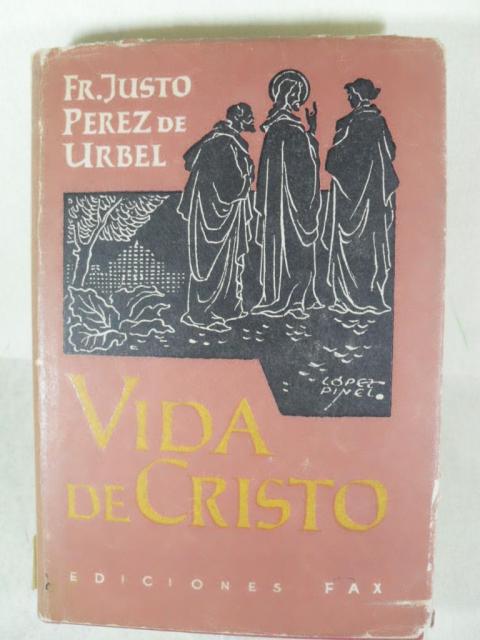 FR. JUSTO
PEREZ DE
URBEL
LÓPEZ
PINEL.
VIDA
DE CRISTO
EDICIONES FAX